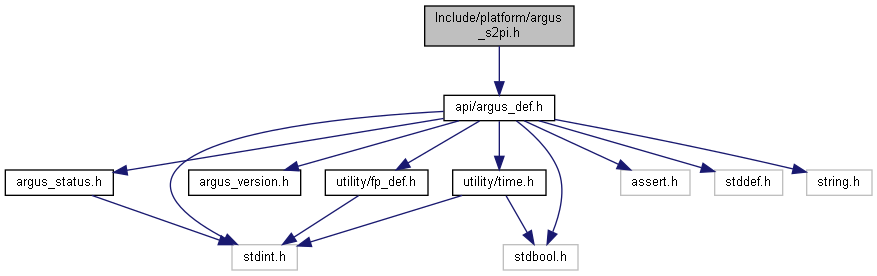 Include/platform/argus
_s2pi.h
api/argus_def.h
argus_status.h
argus_version.h
utility/fp_def.h
utility/time.h
assert.h
stddef.h
string.h
stdint.h
stdbool.h